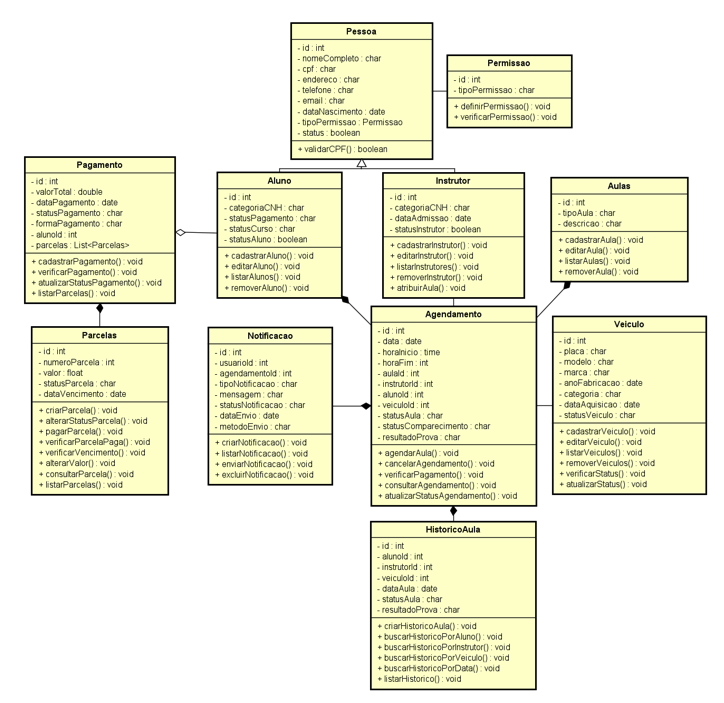 Pessoa
- id : int
- nomeCompleto : char
- cpf : char
- endereco : char
- telefone : char
- email : char
- dataNascimento : date
- tipoPermissao : Permissao
- status : boolean
+ validarCPF() : boolean
Permissao
- id : int
- tipoPermissao : char
+ definirPermissao() : void
+ verificarPermissao() : void
Pagamento
- id : int
- valorTotal : double
- dataPagamento : date
- statusPagamento : char
- formaPagamento : char
- alunoId : int
- parcelas : List<Parcelas>
+ cadastrarPagamento() : void
+ verificarPagamento() : void
+ atualizarStatusPagamento() : void
+ listarParcelas() : void
Aluno
- id : int
- categoriaCNH : char
- statusPagamento : char
- statusCurso : char
- statusAluno : boolean
+ cadastrarAluno() : void
+ editarAluno() : void
+ listarAlunos() : void
+ removerAluno() : void
Instrutor
- id : int
- categoriaCNH : char
- dataAdmissao : date
- statusInstrutor : boolean
+ cadastrarInstrutor() : void
+ editarInstrutor() : void
+ listarInstrutores() : void
+ removerInstrutor() : void
+ atribuirAula() : void
Aulas
- id : int
- tipoAula : char
- descricao : char
+ cadastrarAula() : void
+ editarAula() : void
+ listarAulas() : void
+ removerAula() : void
Parcelas
- id : int
- numeroParcela : int
- valor : float
- statusParcela : char
- dataVencimento : date
+ criarParcela() : void
+ alterarStatusParcela() : void
+ pagarParcela() : void
+ verificarParcelaPaga() : void
+ verificarVencimento() : void
+ alterarValor() : void
+ consultarParcela() : void
+ listarParcelas() : void
Notificacao
- id : int
- usuarioId : int
- agendamentoId : int
- tipoNotificacao : char
- mensagem : char
- statusNotificacao : char
- dataEnvio : date
- metodoEnvio : char
+ criarNotificacao() : void
+ listarNotificacao() : void
+ enviarNotificacao() : void
+ excluirNotificacao() : void
Agendamento
- id : int
- data : date
- horaInicio : time
- horaFim : int
- aulaId : int
- instrutorId : int
- alunoId : int
- veiculoId : int
- statusAula : char
- statusComparecimento : char
- resultadoProva : char
+ agendarAula() : void
+ cancelarAgendamento() : void
+ verificarPagamento() : void
+ consultarAgendamento() : void
+ atualizarStatusAgendamento() : void
Veiculo
- id : int
- placa : char
- modelo : char
- marca : char
- anoFabricacao : date
- categoria : char
- dataAquisicao : date
- statusVeiculo : char
+ cadastrarVeiculo() : void
+ editarVeiculo() : void
+ listarVeiculos() : void
+ removerVeiculos() : void
+ verificarStatus() : void
+ atualizarStatus() : void
HistoricoAula
- id : int
- alunoId : int
- instrutorId : int
- veiculoId : int
- dataAula : date
- statusAula : char
- resultadoProva : char
+ criarHistoricoAula() : void
+ buscarHistoricoPorAluno() : void
+ buscarHistoricoPorInstrutor() : void
+ buscarHistoricoPorVeiculo() : void
+ buscarHistoricoPorData() : void
+ listarHistorico() : void